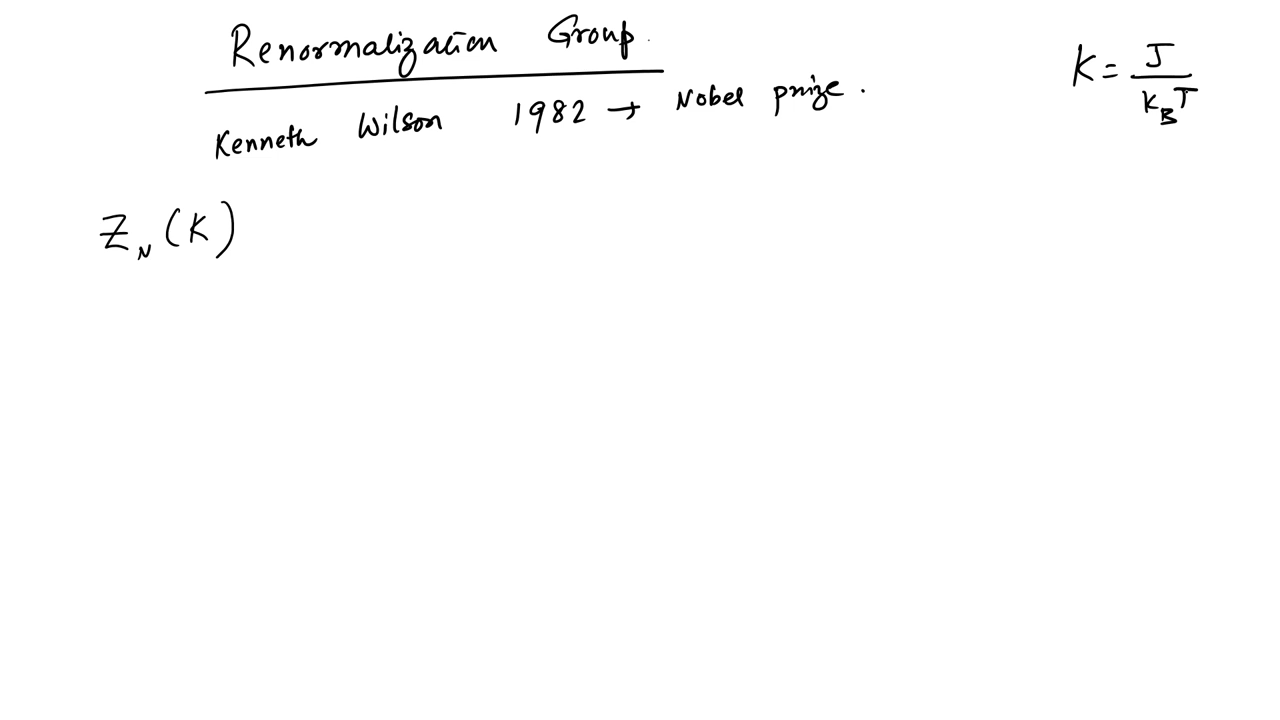 Renormalization Group.
K = J / k_B T
Kenneth Wilson 1982 → Nobel prize.
Z_N (K)